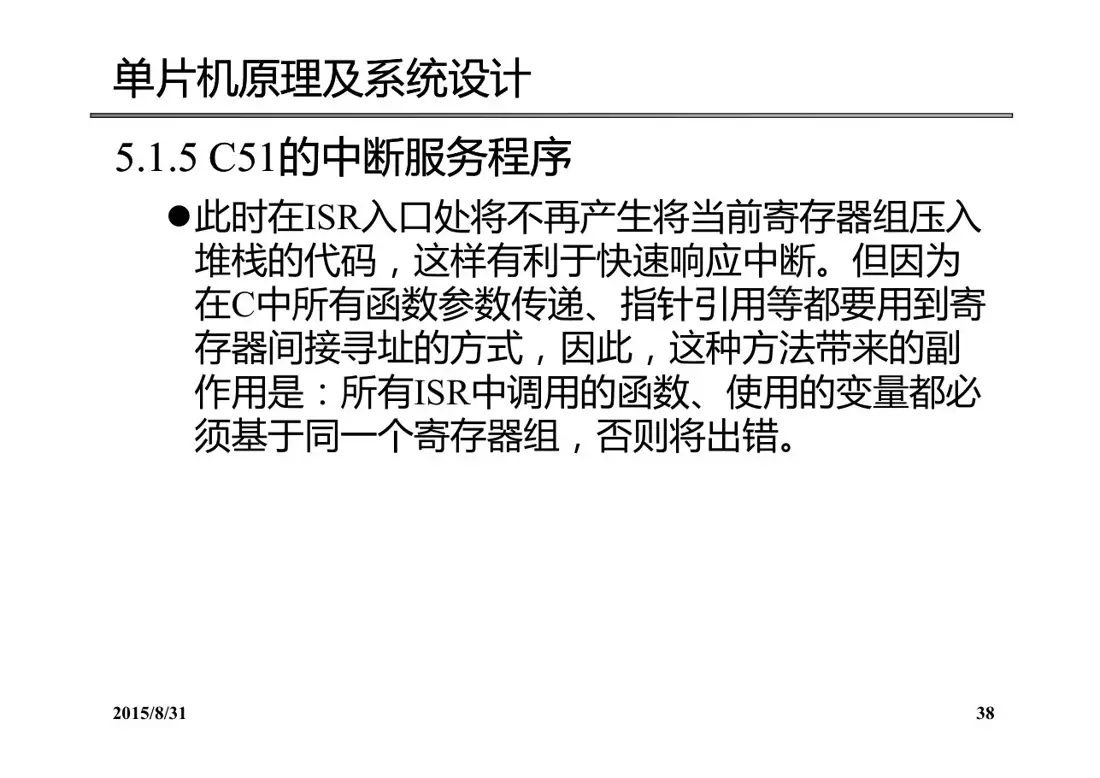 单片机原理及系统设计
5.1.5 C51的中断服务程序
●此时在ISR入口处将不再产生将当前寄存器组压入
堆栈的代码，这样有利于快速响应中断。但因为
在C中所有函数参数传递、指针引用等都要用到寄
存器间接寻址的方式，因此，这种方法带来的副
作用是：所有ISR中调用的函数、使用的变量都必
须基于同一个寄存器组，否则将出错。
2015/8/31
38